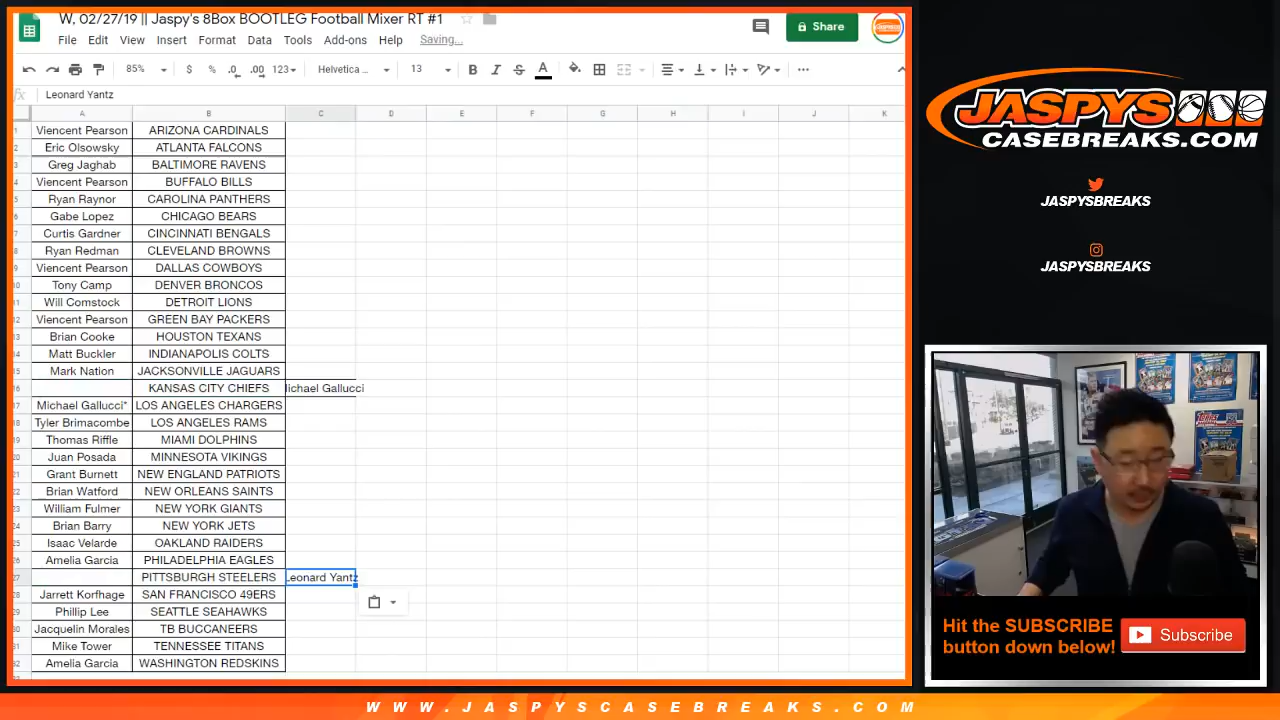 W, 02/27/19 || Jaspy's 8Box BOOTLEG Football Mixer RT #1
File Edit View Insert Format Data Tools Add-ons Help Saving...
Share
85% $ % .0 .00 123 Helvetica ... 13 B I S A
fx Leonard Yantz
A B C D E F G H I J K
1 Viencent Pearson ARIZONA CARDINALS
2 Eric Olsowsky ATLANTA FALCONS
3 Greg Jaghab BALTIMORE RAVENS
4 Viencent Pearson BUFFALO BILLS
5 Ryan Raynor CAROLINA PANTHERS
6 Gabe Lopez CHICAGO BEARS
7 Curtis Gardner CINCINNATI BENGALS
8 Ryan Redman CLEVELAND BROWNS
9 Viencent Pearson DALLAS COWBOYS
10 Tony Camp DENVER BRONCOS
11 Will Comstock DETROIT LIONS
12 Viencent Pearson GREEN BAY PACKERS
13 Brian Cooke HOUSTON TEXANS
14 Matt Buckler INDIANAPOLIS COLTS
15 Mark Nation JACKSONVILLE JAGUARS
16 KANSAS CITY CHIEFS Michael Gallucci
17 Michael Gallucci* LOS ANGELES CHARGERS
18 Tyler Brimacombe LOS ANGELES RAMS
19 Thomas Riffle MIAMI DOLPHINS
20 Juan Posada MINNESOTA VIKINGS
21 Grant Burnett NEW ENGLAND PATRIOTS
22 Brian Watford NEW ORLEANS SAINTS
23 William Fulmer NEW YORK GIANTS
24 Brian Barry NEW YORK JETS
25 Isaac Velarde OAKLAND RAIDERS
26 Amelia Garcia PHILADELPHIA EAGLES
27 PITTSBURGH STEELERS Leonard Yantz
28 Jarrett Korfhage SAN FRANCISCO 49ERS
29 Phillip Lee SEATTLE SEAHAWKS
30 Jacquelin Morales TB BUCCANEERS
31 Mike Tower TENNESSEE TITANS
32 Amelia Garcia WASHINGTON REDSKINS
JASPYS
CASEBREAKS.COM
JASPYSBREAKS
JASPYSBREAKS
Hit the SUBSCRIBE
button down below!
Subscribe
WWW.JASPYSCASEBREAKS.COM